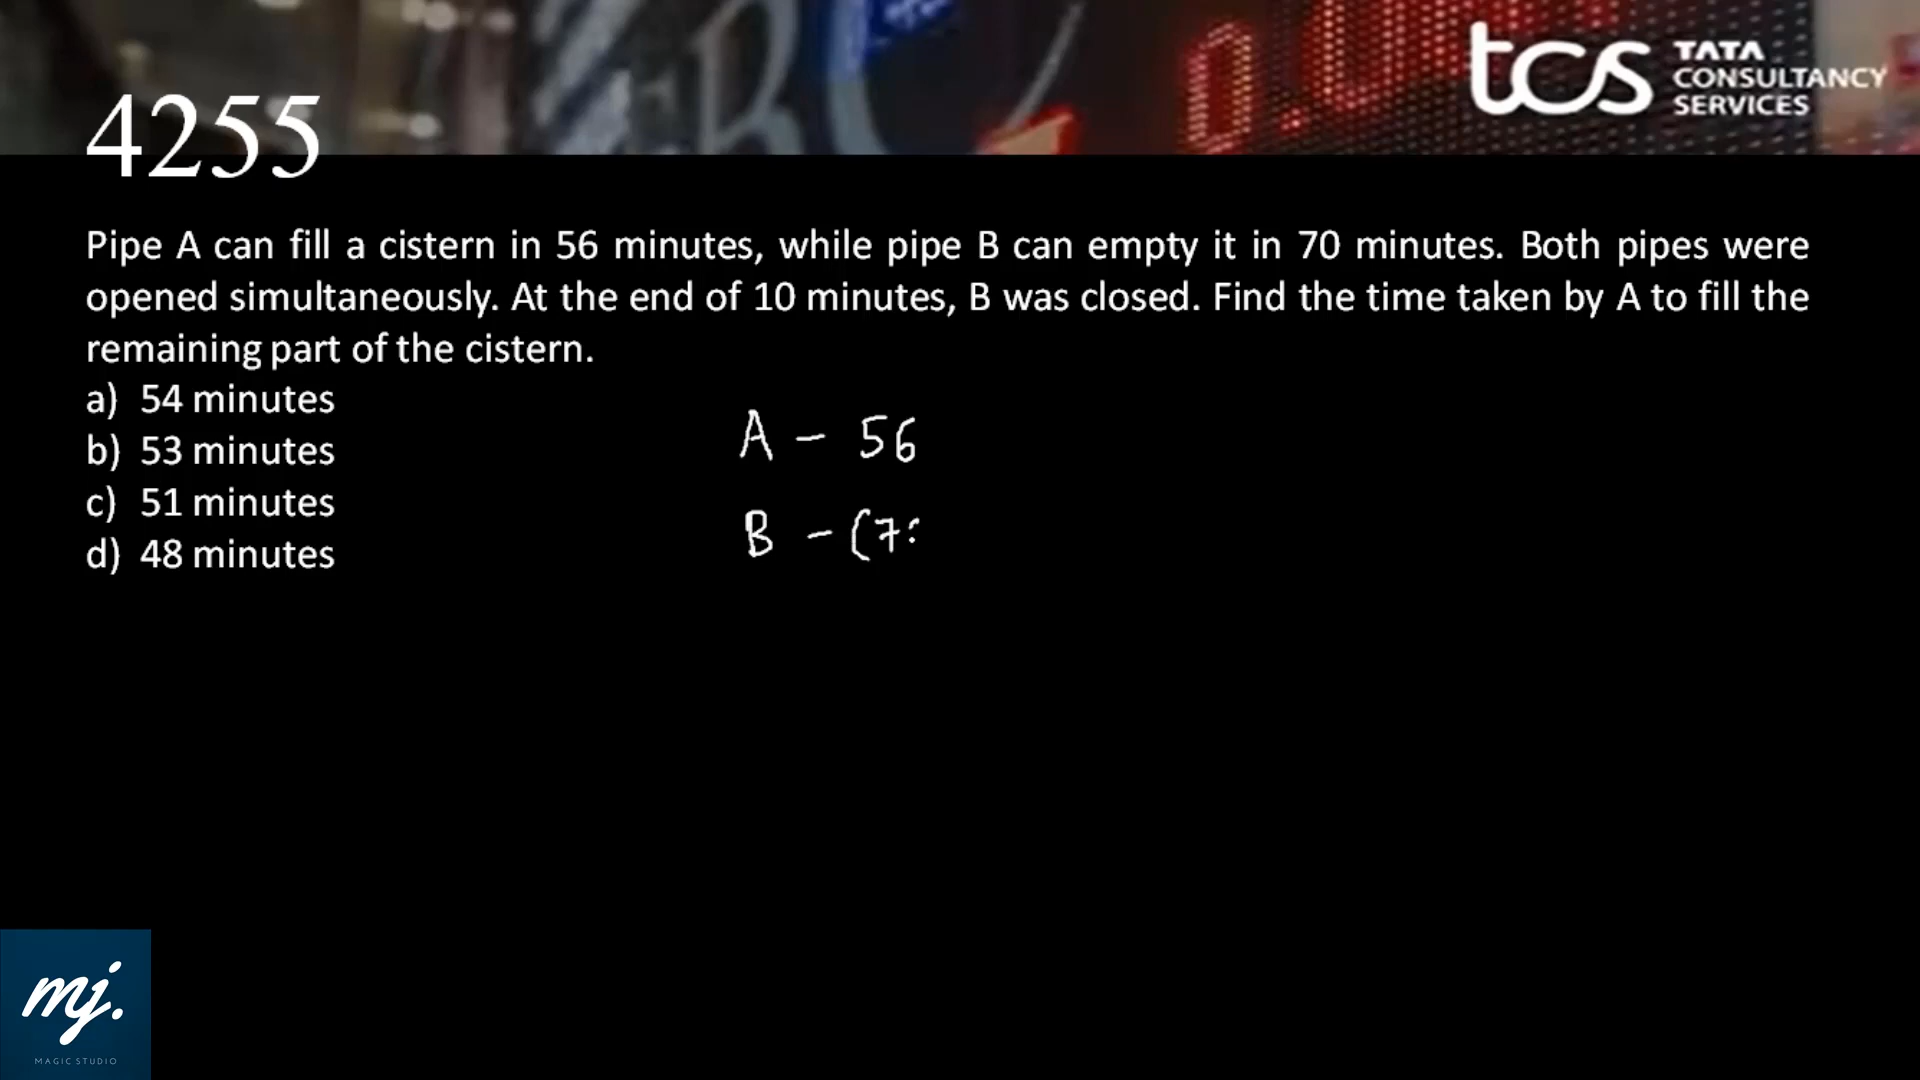 tcs TATA
CONSULTANCY
SERVICES
4255
Pipe A can fill a cistern in 56 minutes, while pipe B can empty it in 70 minutes. Both pipes were
opened simultaneously. At the end of 10 minutes, B was closed. Find the time taken by A to fill the
remaining part of the cistern.
a) 54 minutes
b) 53 minutes
c) 51 minutes
d) 48 minutes
A - 56
B - (7
mj.
MAGIC STUDIO